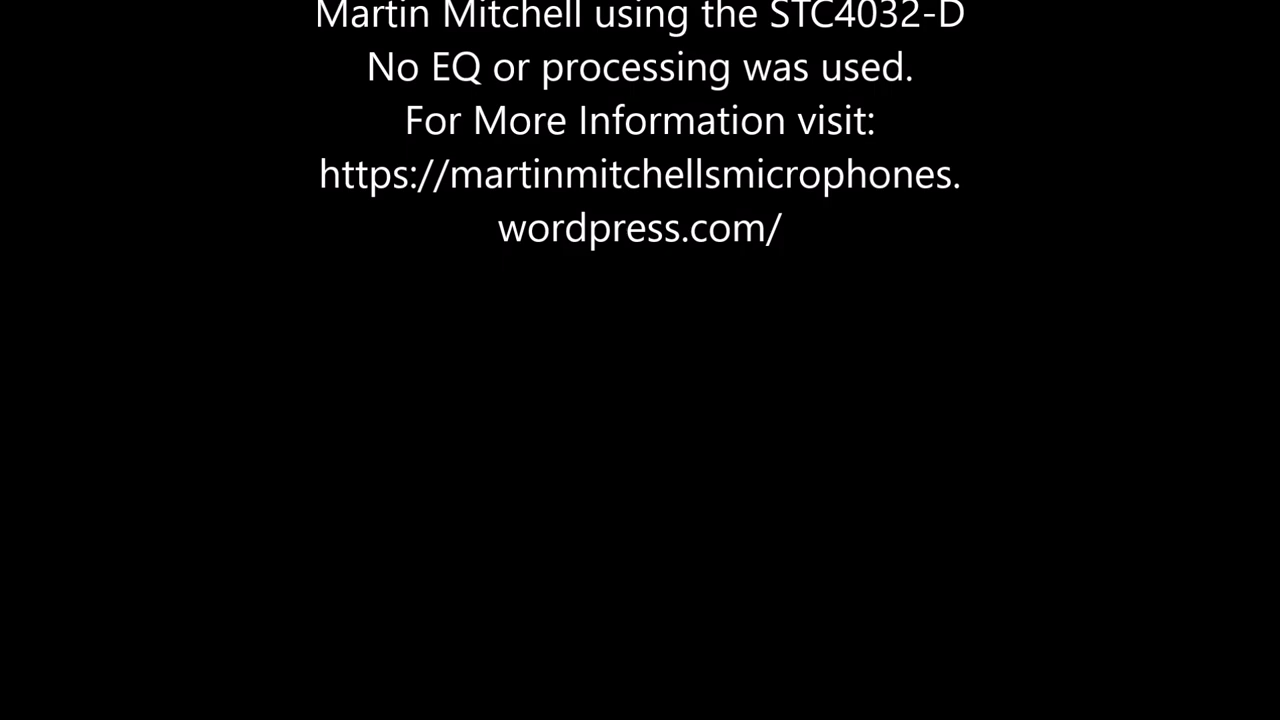 Martin Mitchell using the STC4032-D
No EQ or processing was used.
For More Information visit:
https://martinmitchellsmicrophones.
wordpress.com/